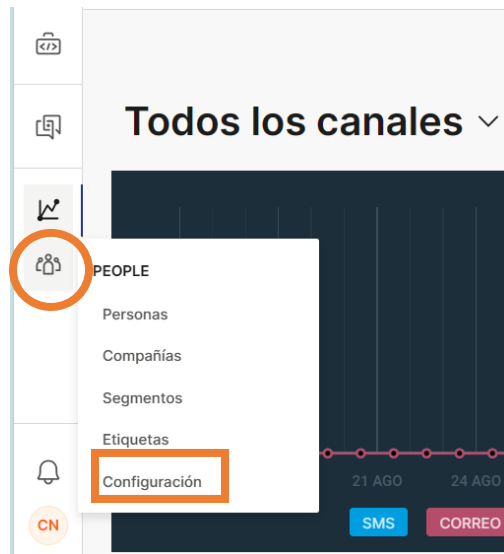 Todos los canales
PEOPLE
Personas
Compañías
Segmentos
Etiquetas
Configuración
21 AGO
24 AGO
SMS
CORREO
CN